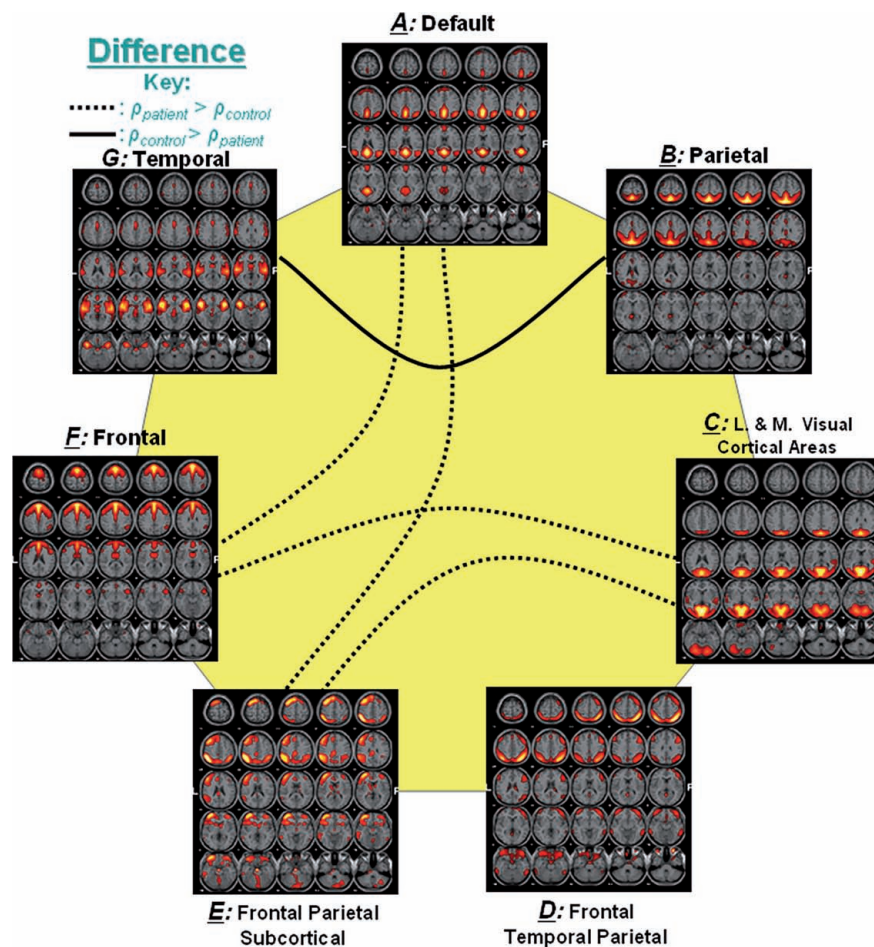 A: Default
Difference
Key:
: ρpatient > ρcontrol
: ρcontrol> ρpatient
G: Temporal
B: Parietal
L
R
F: Frontal
C: L. & M. Visual
Cortical Areas
L
R
L
R
E: Frontal Parietal
Subcortical
D: Frontal
Temporal Parietal